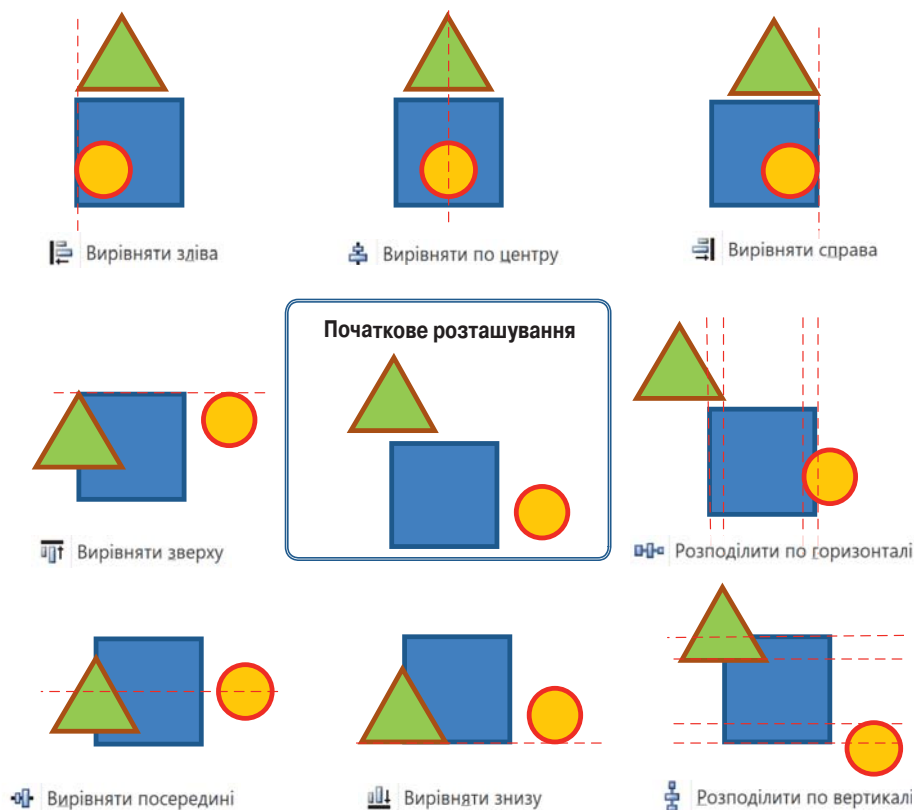 Вирівняти зліва
Вирівняти по центру
Вирівняти справа
Початкове розташування
Вирівняти зверху
Розподілити по горизонталі
Вирівняти посередині
Вирівняти знизу
Розподілити по вертикалі